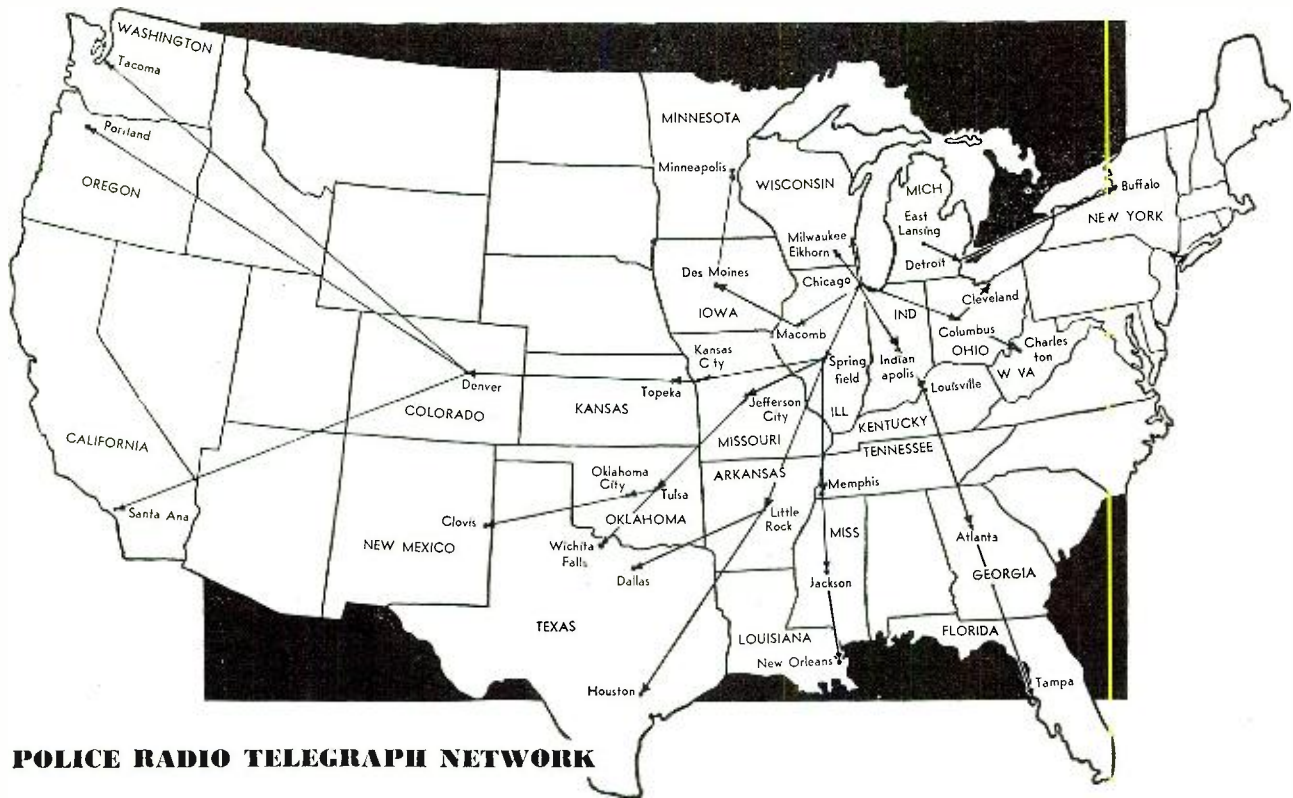 WASHINGTON
Tacoma
Portland
OREGON
MINNESOTA
Minneapolis
WISCONSIN
MICH
East
Lansing
Buffalo
NEW YORK
Milwaukee
Elkhorn
Detroit
Des Moines
Chicago
IOWA
IND
Cleveland
Macomb
Columbus
OHIO
Charles
ton
W VA
Kansas
City
Spring
field
Indian
apolis
Louisville
Denver
Topeka
COLORADO
KANSAS
Jefferson
City
ILL
KENTUCKY
CALIFORNIA
MISSOURI
TENNESSEE
Oklahoma
City
Tulsa
ARKANSAS
Memphis
Santa Ana
Clovis
OKLAHOMA
Little
Rock
MISS
NEW MEXICO
Wichita
Falls
Dallas
Atlanta
Jackson
GEORGIA
TEXAS
LOUISIANA
FLORIDA
New Orleans
Houston
Tampa
POLICE RADIO TELEGRAPH NETWORK